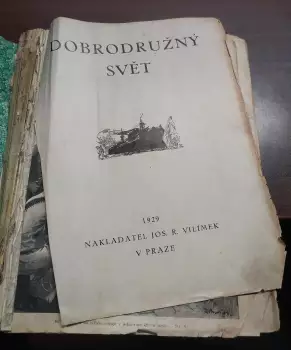 DOBRODRUŽNÝ
SVĚT
1929
NAKLADATEL JOS. R. VILÍMEK
V PRAZE